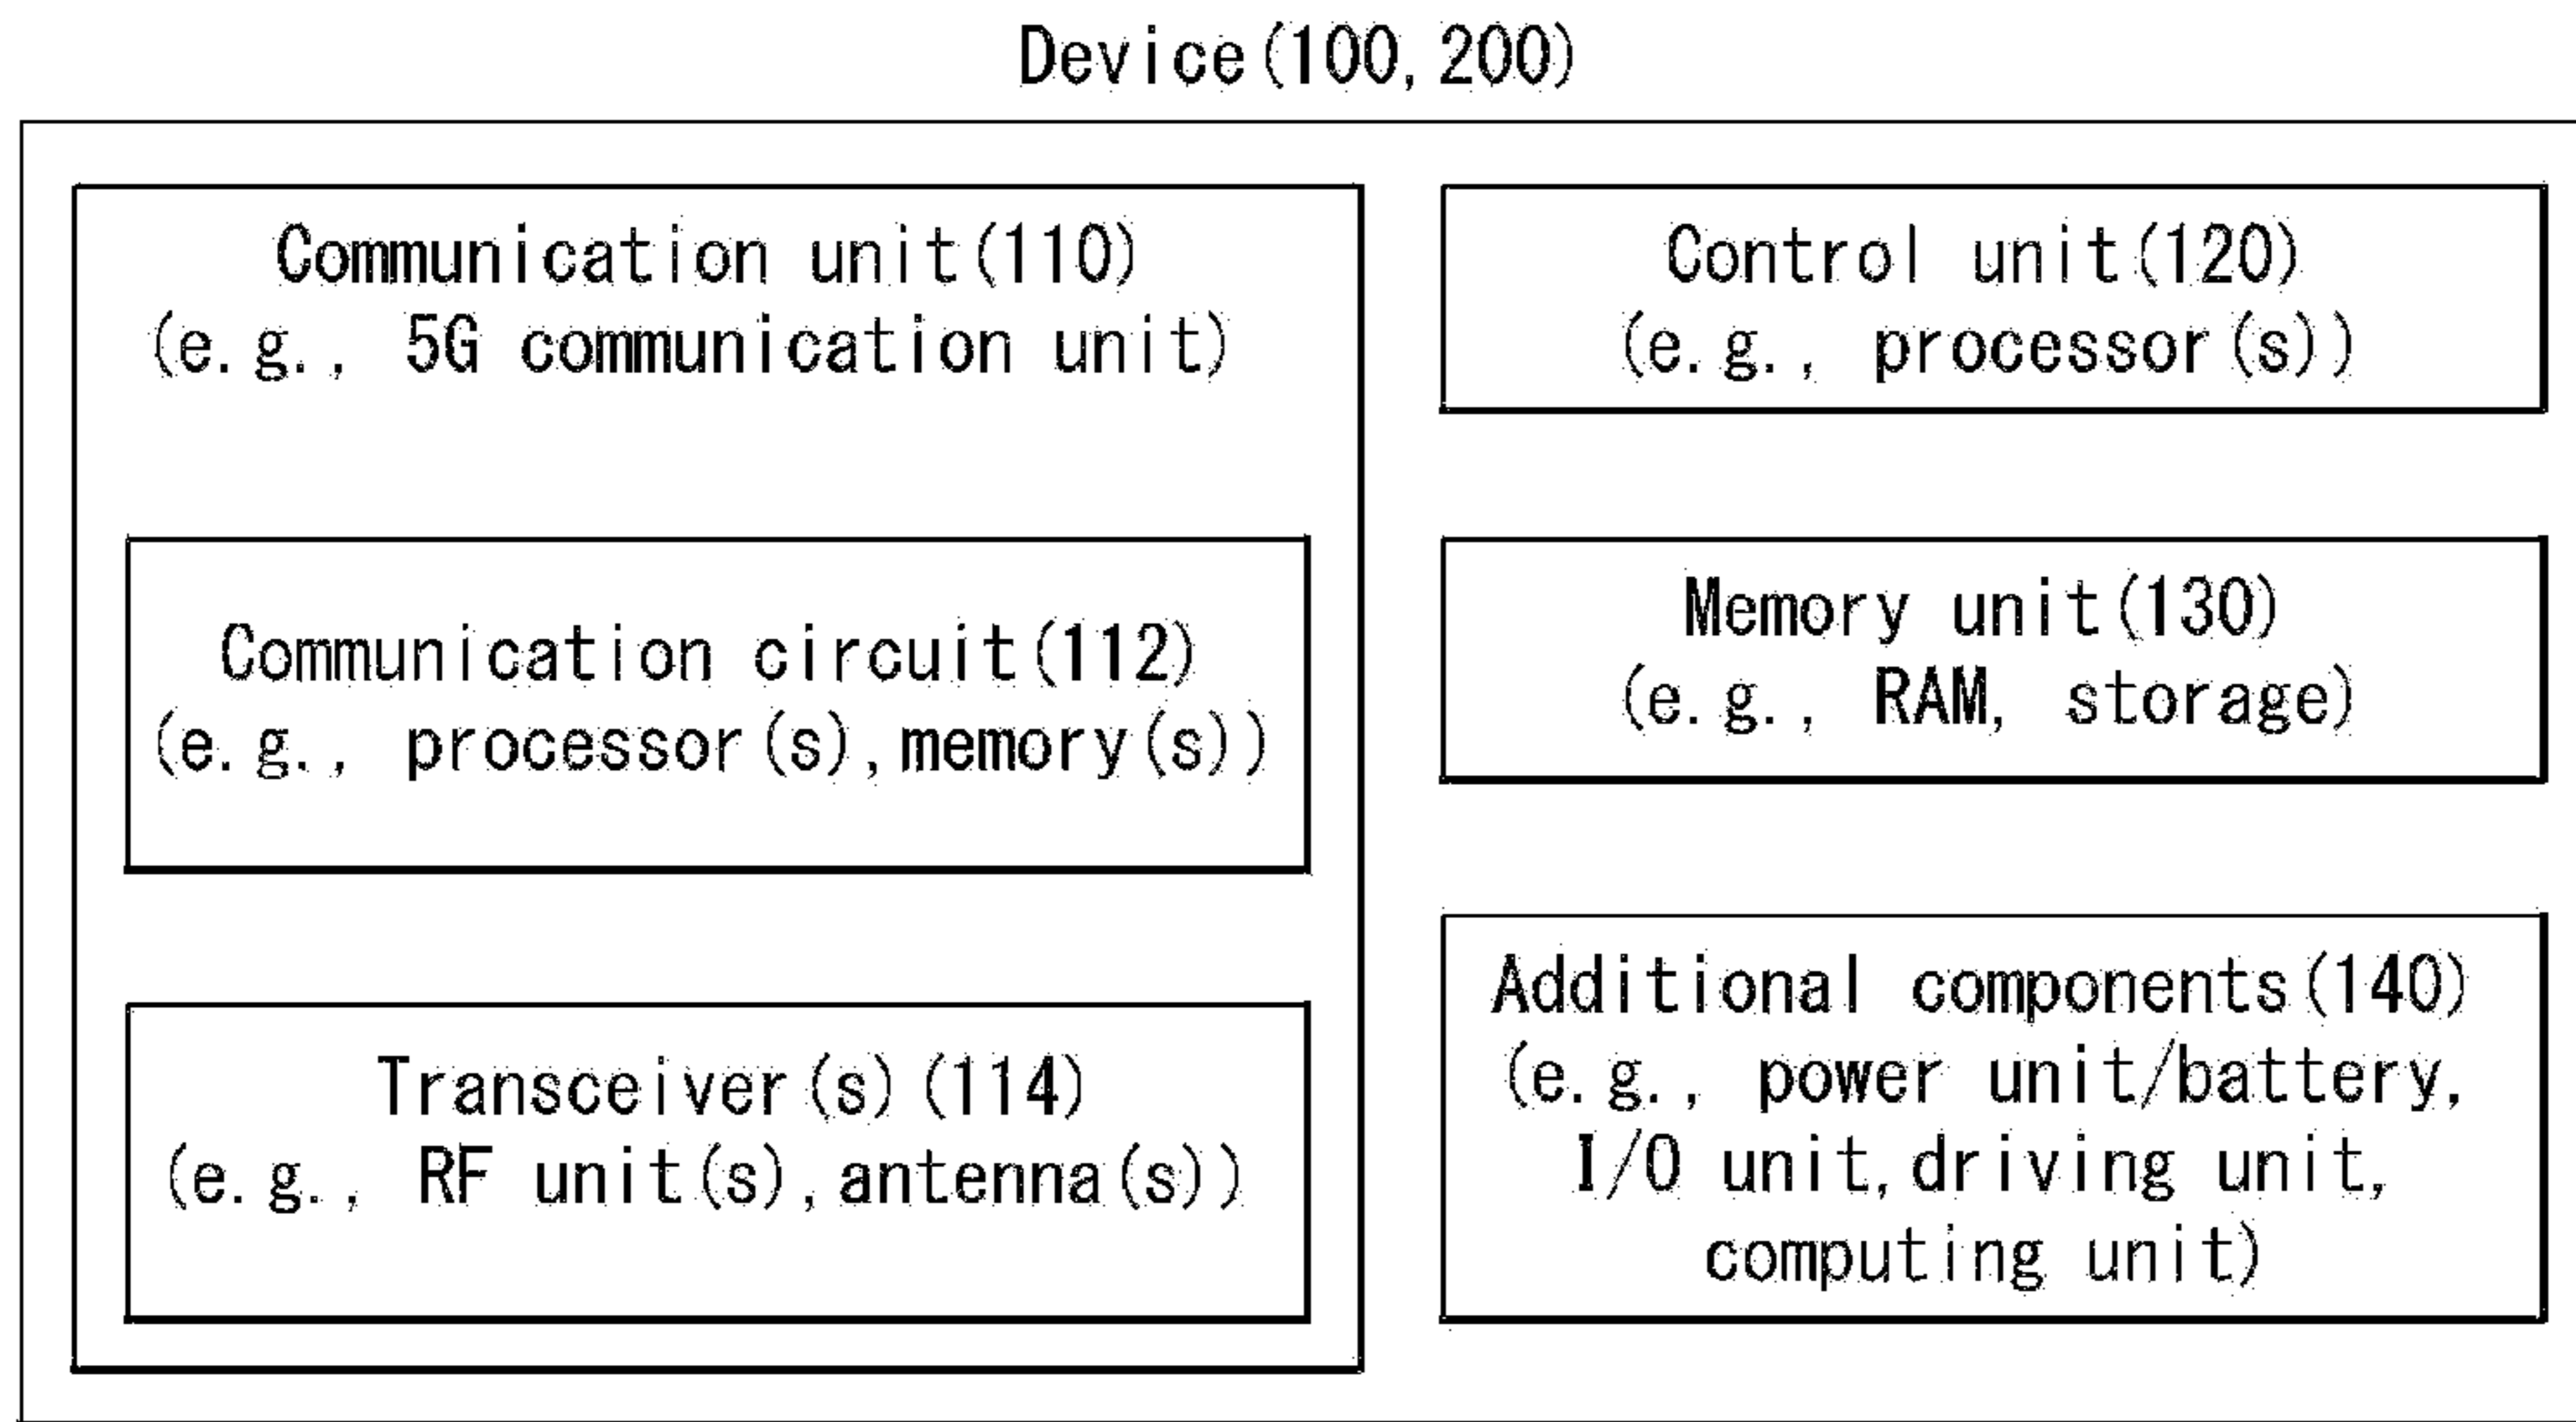 Device(100,200)
Communication unit(110)
(e.g., 5G communication unit)
Communication circuit(112)
(e.g., processor(s),memory(s))
Transceiver(s)(114)
(e.g., RF unit(s),antenna(s))
Control unit(120)
(e.g., processor(s))
Memory unit(130)
(e.g., RAM, storage)
Additional components(140)
(e.g., power unit/battery,
I/O unit,driving unit,
computing unit)